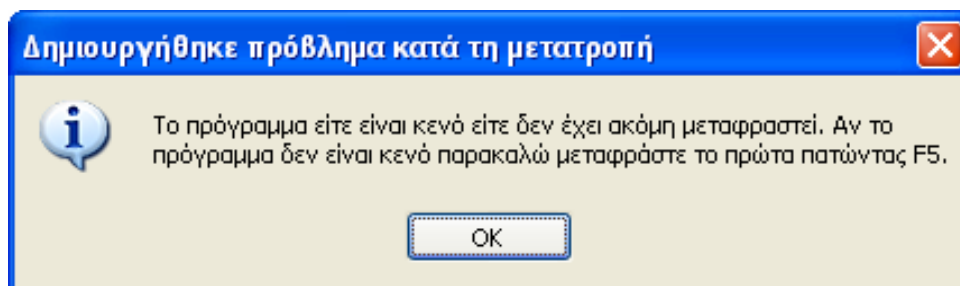 Δημιουργήθηκε πρόβλημα κατά τη μετατροπή
Το πρόγραμμα είτε είναι κενό είτε δεν έχει ακόμη μεταφραστεί. Αν το
πρόγραμμα δεν είναι κενό παρακαλώ μεταφράστε το πρώτα πατώντας F5.
OK